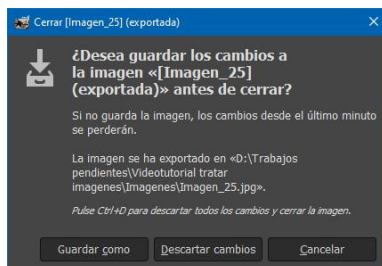 Cerrar [Imagen_25] (exportada)
¿Desea guardar los cambios a
la imagen «[Imagen_25]
(exportada)» antes de cerrar?
Si no guarda la imagen, los cambios desde el último minuto
se perderán.
La imagen se ha exportado en «D:\Trabajos
pendientes\Videotutorial tratar
imagenes\Imagenes\Imagen_25.jpg».
Pulse Ctrl+D para descartar todos los cambios y cerrar la imagen.
Guardar como Descartar cambios Cancelar